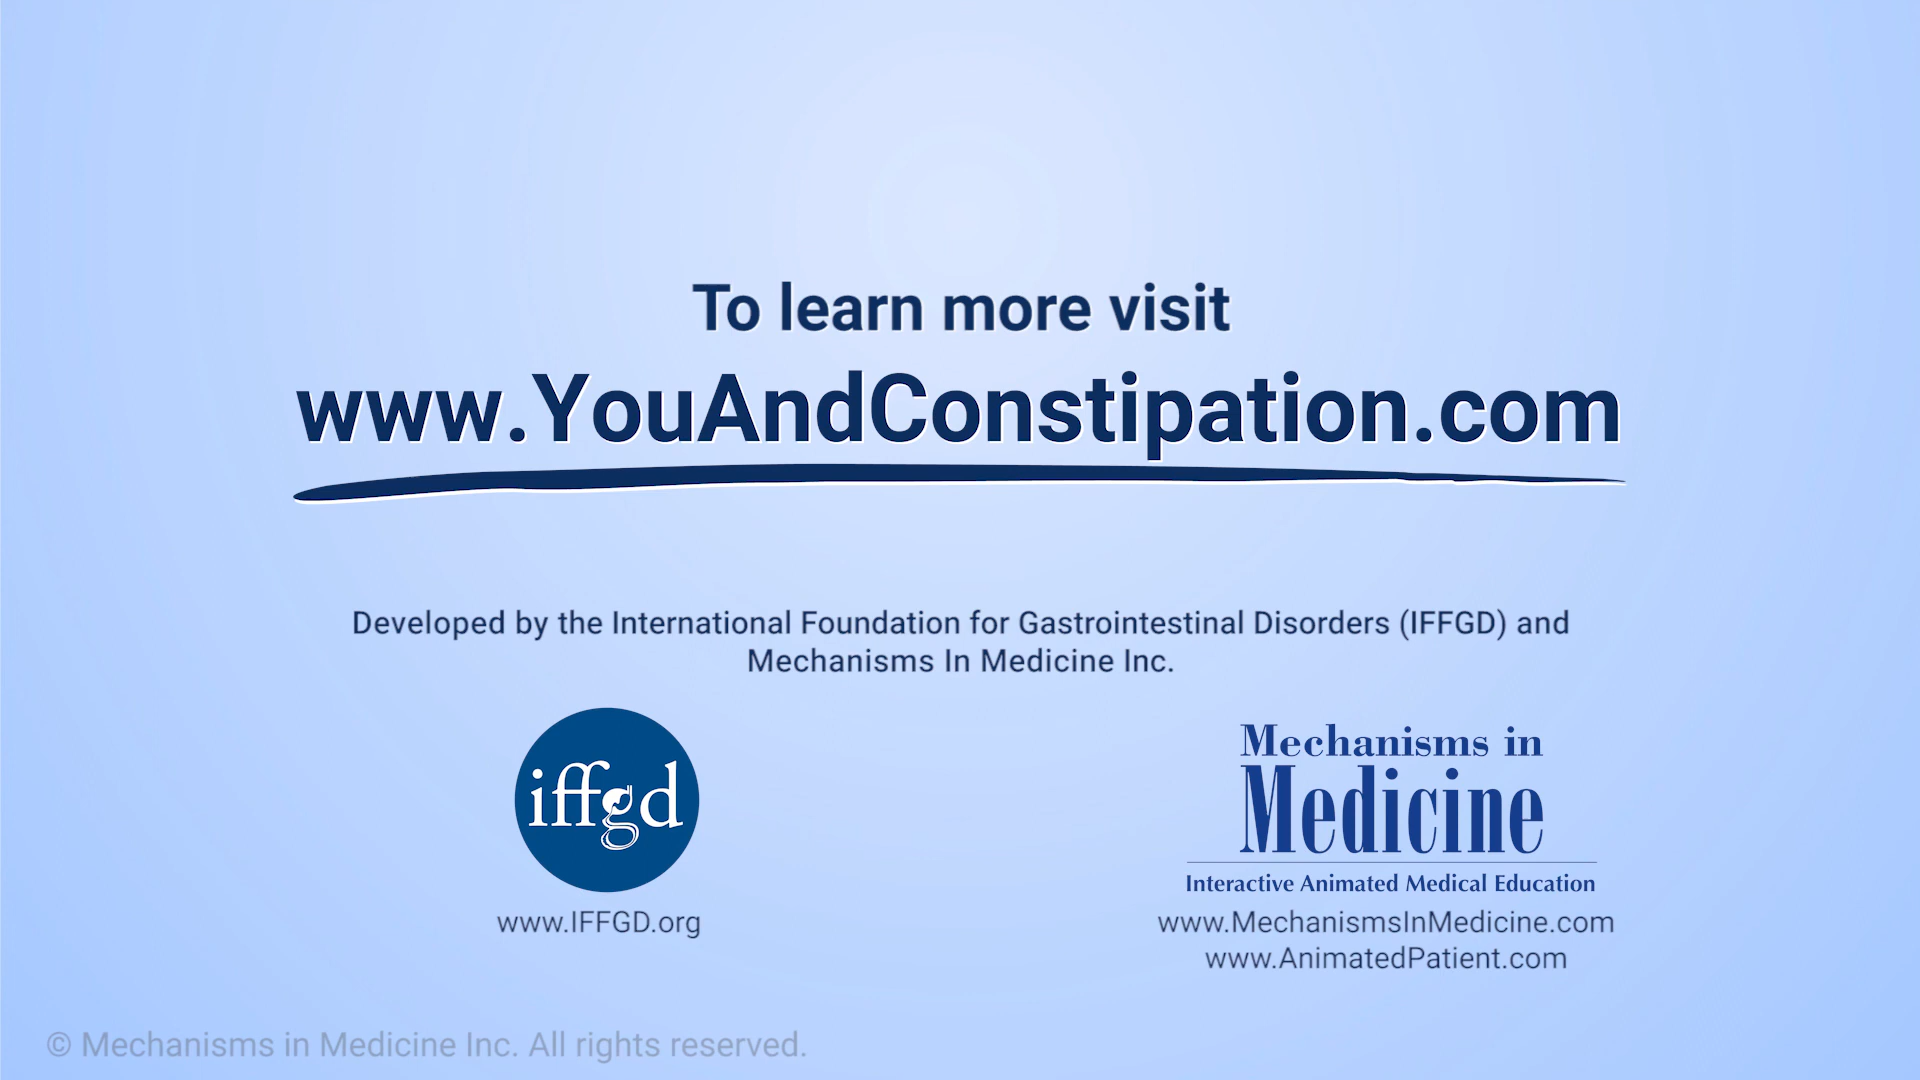 To learn more visit
www.YouAndConstipation.com
Developed by the International Foundation for Gastrointestinal Disorders (IFFGD) and
Mechanisms In Medicine Inc.
iffgd
www.IFFGD.org
Mechanisms in
Medicine
Interactive Animated Medical Education
www.MechanismsInMedicine.com
www.AnimatedPatient.com
© Mechanisms in Medicine Inc. All rights reserved.